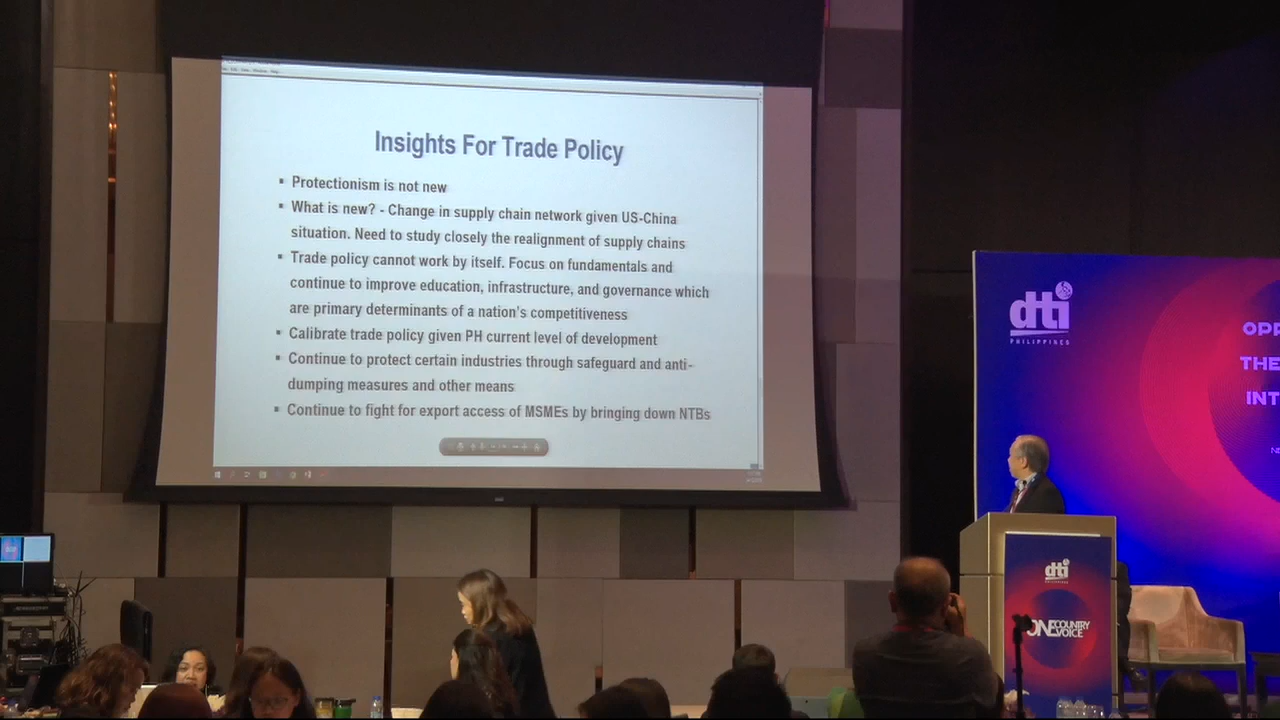 Insights For Trade Policy
▪ Protectionism is not new
▪ What is new? - Change in supply chain network given US-China
situation. Need to study closely the realignment of supply chains
▪ Trade policy cannot work by itself. Focus on fundamentals and
continue to improve education, infrastructure, and governance which
are primary determinants of a nation's competitiveness
▪ Calibrate trade policy given PH current level of development
▪ Continue to protect certain industries through safeguard and anti-
dumping measures and other means
▪ Continue to fight for export access of MSMEs by bringing down NTBs
dti
PHILIPPINES
OPP
THE
INT
dti
PHILIPPINES
ONE COUNTRY
VOICE